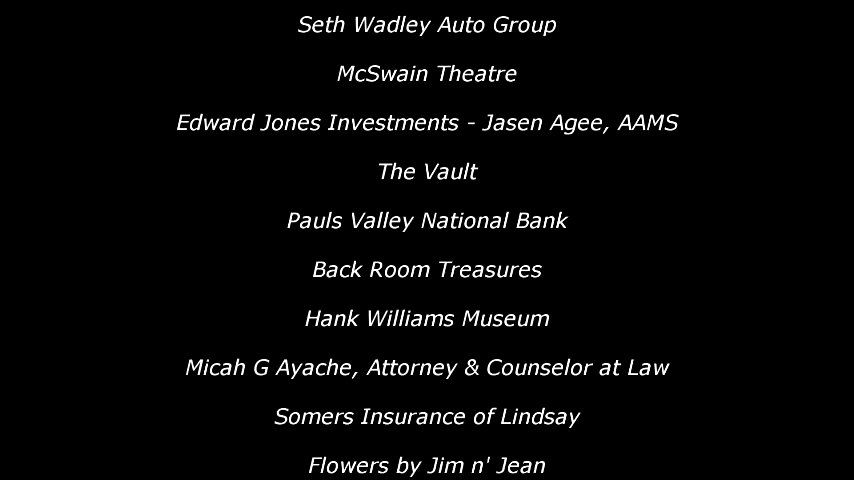 Seth Wadley Auto Group
McSwain Theatre
Edward Jones Investments - Jasen Agee, AAMS
The Vault
Pauls Valley National Bank
Back Room Treasures
Hank Williams Museum
Micah G Ayache, Attorney & Counselor at Law
Somers Insurance of Lindsay
Flowers by Jim n' Jean